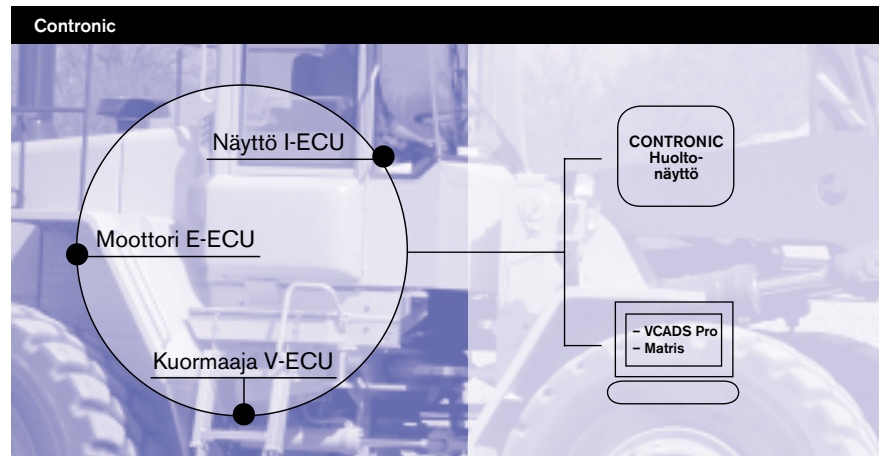 Contronic
Näyttö I-ECU
Moottori E-ECU
Kuormaaja V-ECU
CONTRONIC
Huolto-
näyttö
– VCADS Pro
– Matris